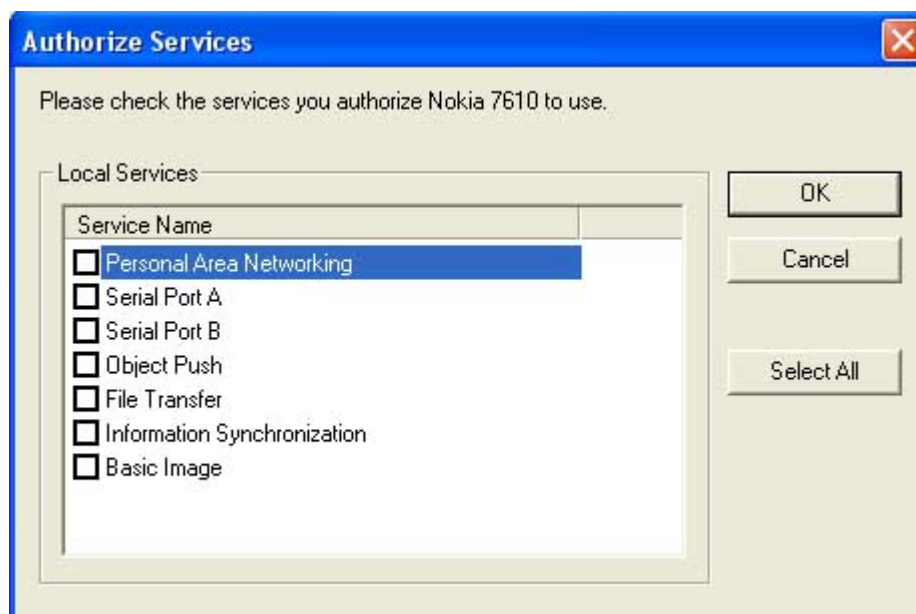 Authorize Services
Please check the services you authorize Nokia 7610 to use.
Local Services
Service Name
Personal Area Networking
Serial Port A
Serial Port B
Object Push
File Transfer
Information Synchronization
Basic Image
OK
Cancel
Select All